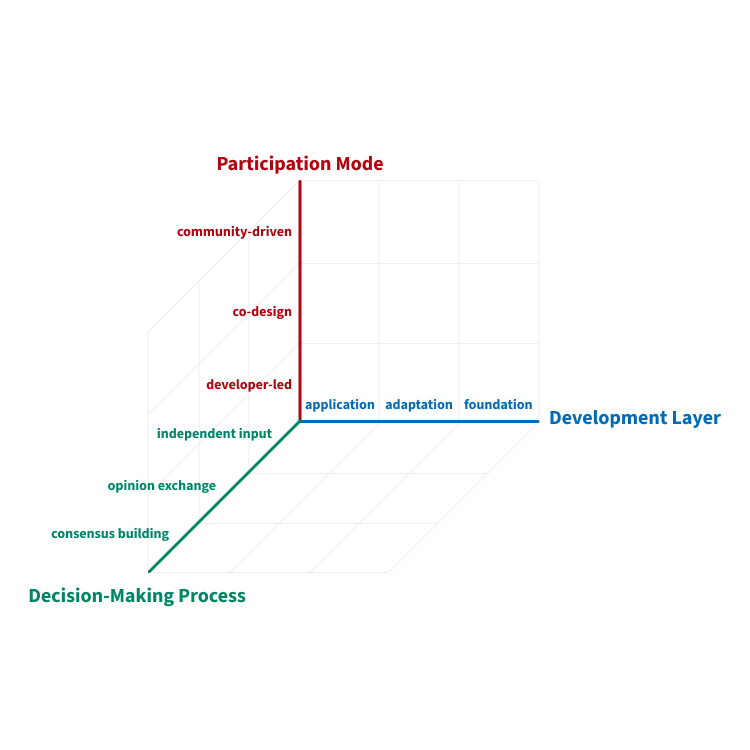 Participation Mode
community-driven
co-design
developer-led
application adaptation foundation
Development Layer
independent input
opinion exchange
consensus building
Decision-Making Process